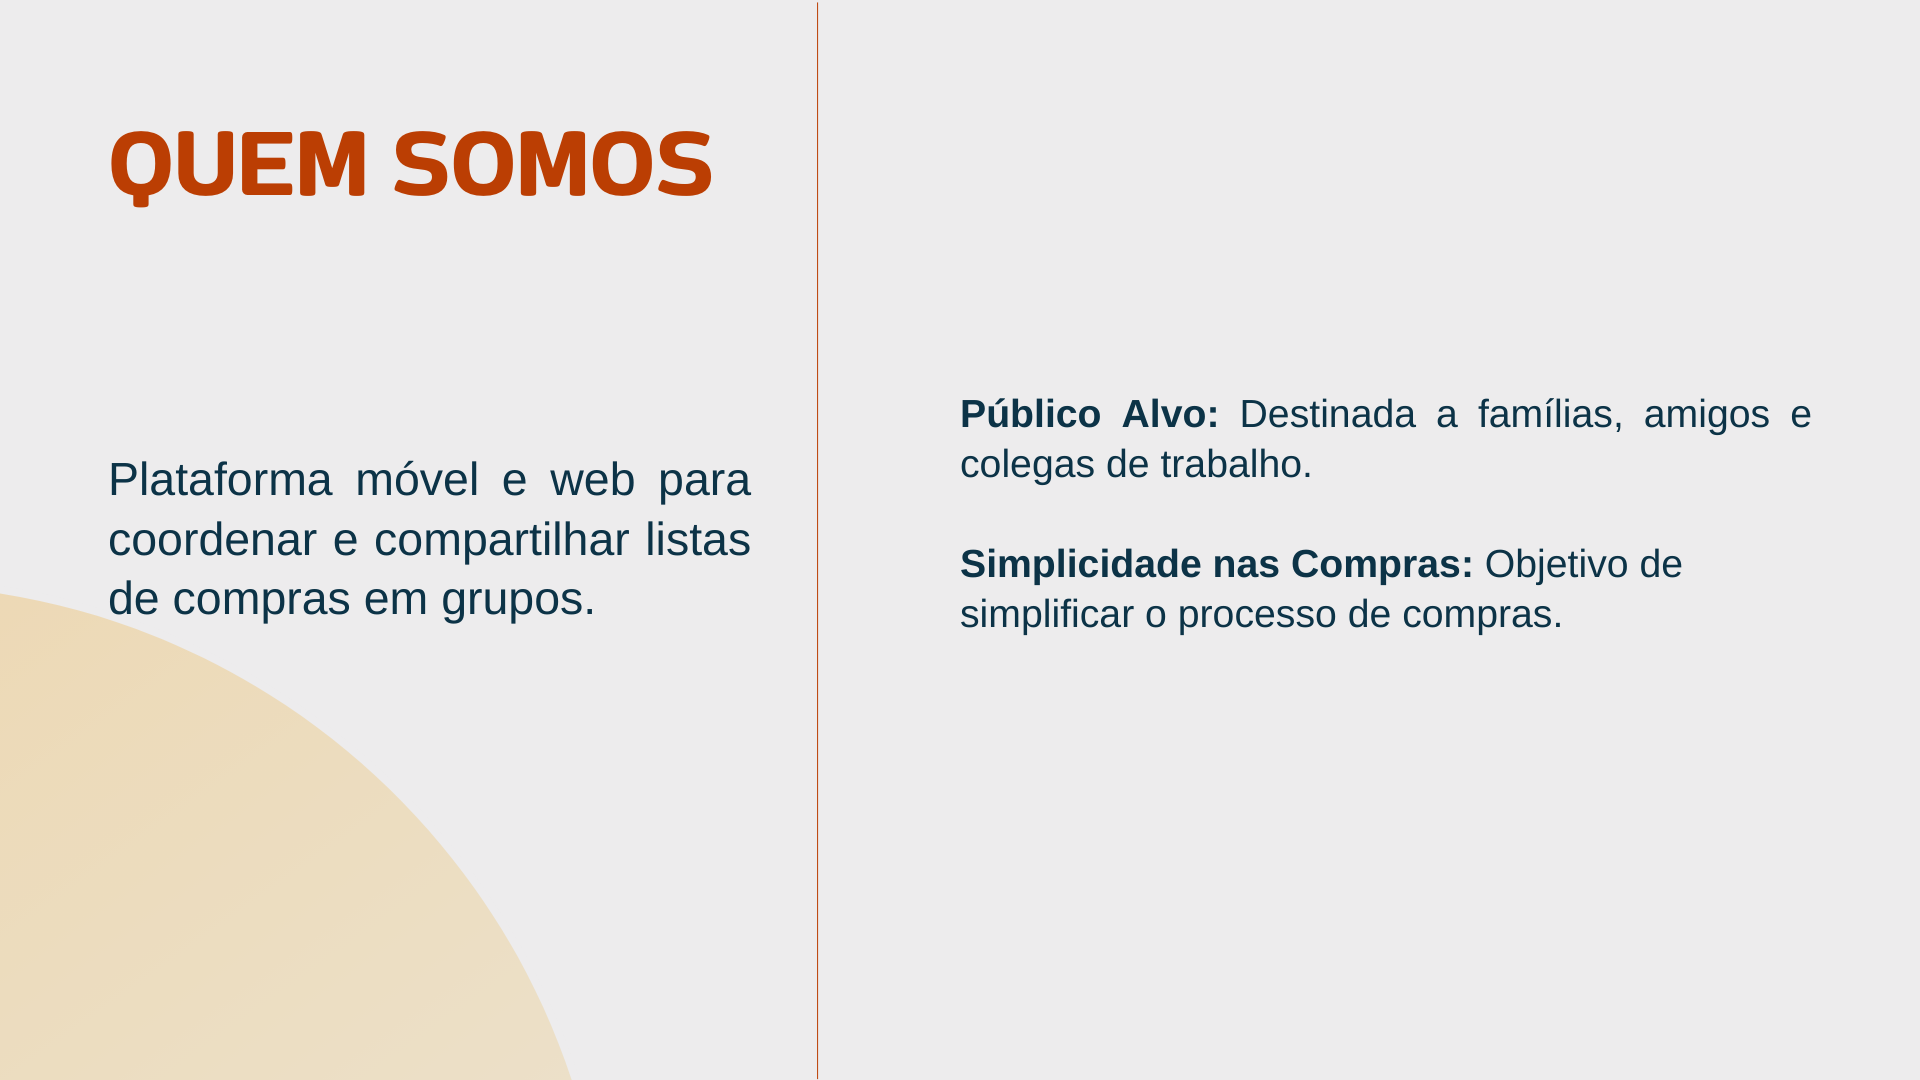 QUEM SOMOS
Plataforma móvel e web para
coordenar e compartilhar listas
de compras em grupos.
Público Alvo: Destinada a famílias, amigos e
colegas de trabalho.
Simplicidade nas Compras: Objetivo de
simplificar o processo de compras.